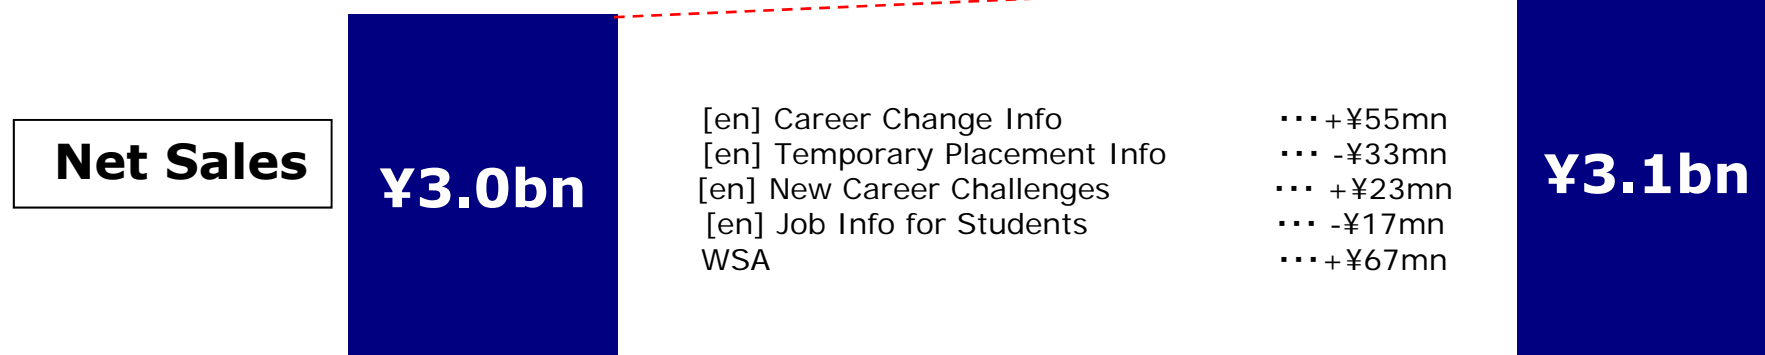 Net Sales
¥3.0bn
[en] Career Change Info ・・・+¥55mn
[en] Temporary Placement Info ・・・ -¥33mn
[en] New Career Challenges ・・・ +¥23mn
[en] Job Info for Students ・・・ -¥17mn
WSA ・・・+¥67mn
¥3.1bn